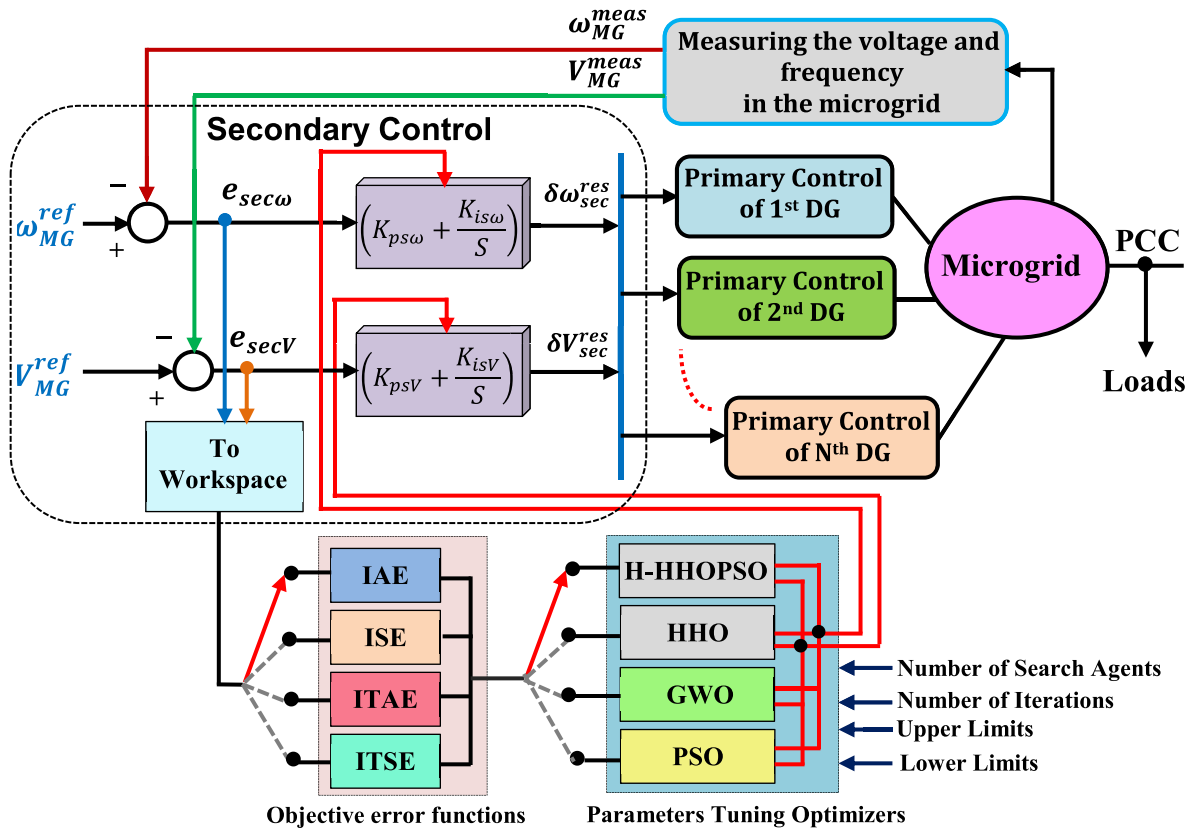 ω_MG^meas
V_MG^meas
Measuring the voltage and
frequency
in the microgrid
Secondary Control
−
ω_MG^ref
+
e_secω
(K_psω + K_isω/S)
δω_sec^res
Primary Control
of 1st DG
Microgrid
PCC
Loads
Primary Control
of 2nd DG
−
V_MG^ref
+
e_secV
(K_psV + K_isV/S)
δV_sec^res
Primary Control
of Nth DG
To
Workspace
IAE
ISE
ITAE
ITSE
Objective error functions
H-HHOPSO
HHO
GWO
PSO
Parameters Tuning Optimizers
Number of Search Agents
Number of Iterations
Upper Limits
Lower Limits